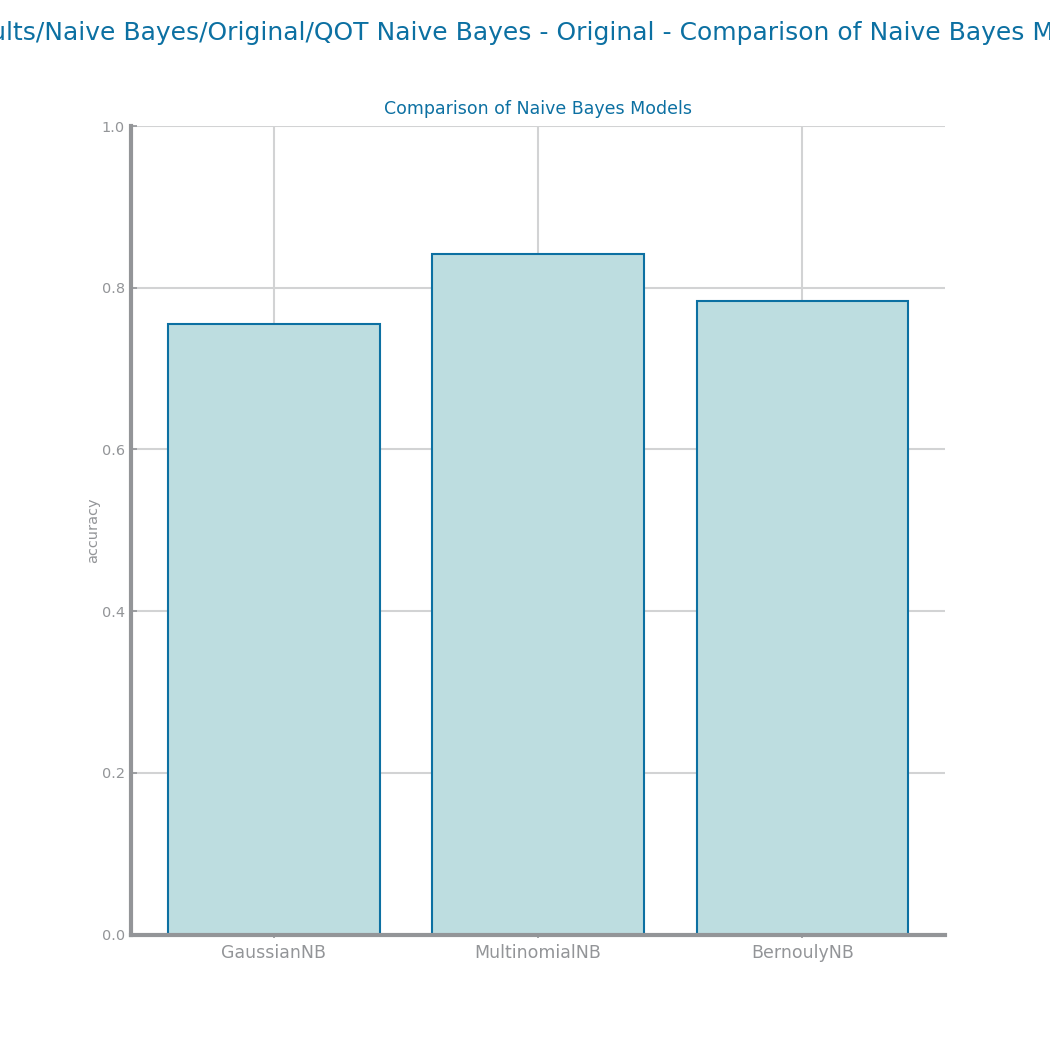 ults/Naive Bayes/Original/QOT Naive Bayes - Original - Comparison of Naive Bayes M
Comparison of Naive Bayes Models
1.0
0.8
0.6
0.4
0.2
0.0
accuracy
GaussianNB MultinomialNB BernoulyNB